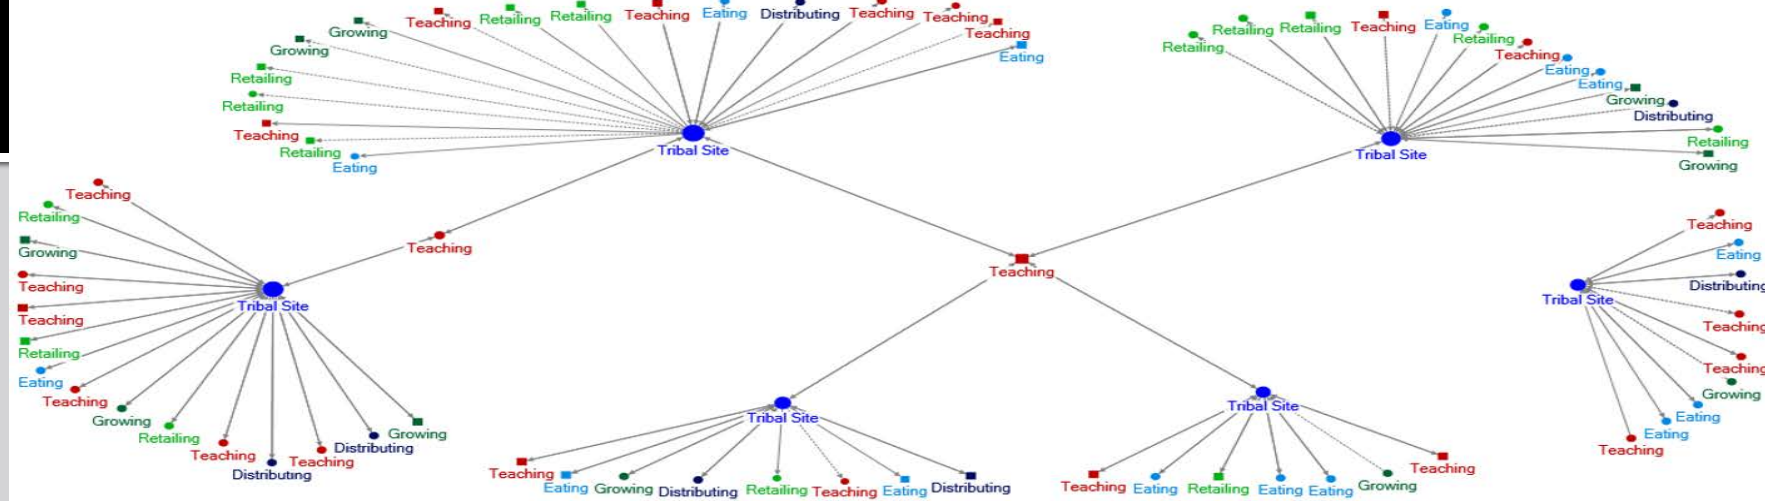 Teaching
Retailing
Retailing
Teaching
Eating
Distributing
Teaching
Teaching
Teaching
Eating
Growing
Growing
Retailing
Retailing
Teaching
Retailing
Eating
Tribal Site
Retailing
Retailing
Retailing
Teaching
Eating
Retailing
Teaching
Eating
Eating
Growing
Distributing
Retailing
Growing
Tribal Site
Teaching
Retailing
Growing
Teaching
Teaching
Retailing
Eating
Teaching
Growing
Retailing
Teaching
Distributing
Teaching
Distributing
Growing
Tribal Site
Teaching
Teaching
Tribal Site
Teaching
Eating
Growing
Distributing
Retailing
Teaching
Eating
Distributing
Tribal Site
Teaching
Eating
Retailing
Eating
Eating
Growing
Teaching
Tribal Site
Teaching
Eating
Distributing
Teaching
Teaching
Growing
Eating
Eating
Teaching